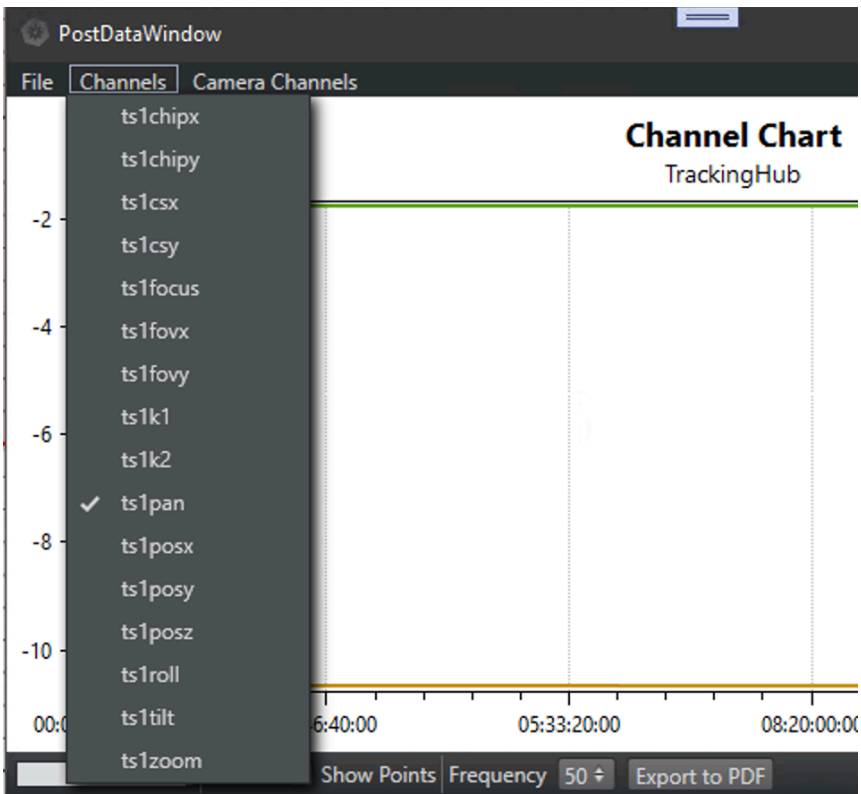 PostDataWindow
File Channels Camera Channels
ts1chipx
ts1chipy
ts1csx
ts1csy
ts1focus
ts1fovx
ts1fovy
ts1k1
ts1k2
ts1pan
ts1posx
ts1posy
ts1posz
ts1roll
ts1tilt
ts1zoom
Channel Chart
TrackingHub
-2
-4
-6
-8
-10
00:0 6:40:00 05:33:20:00 08:20:00:00
Show Points Frequency 50 Export to PDF